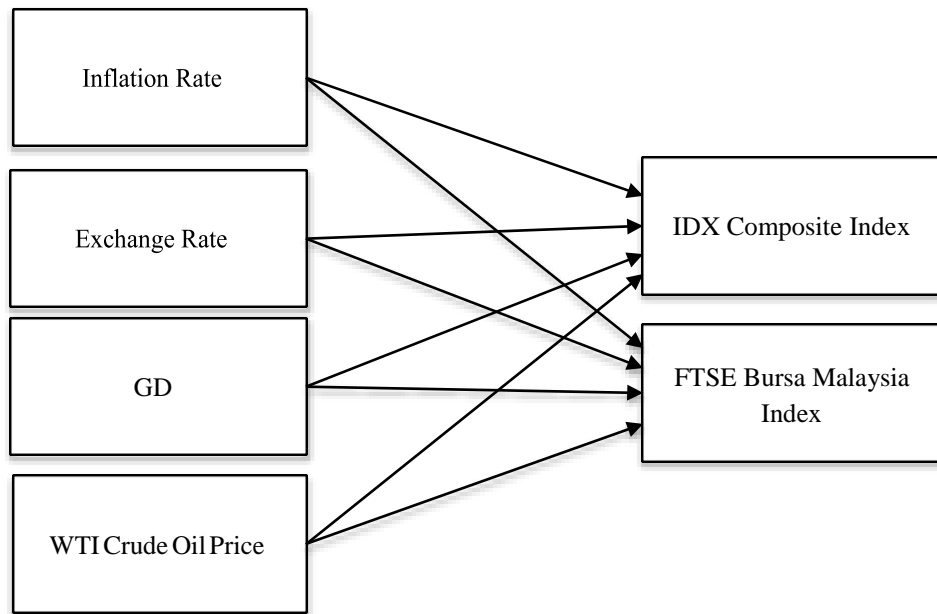 Inflation Rate
Exchange Rate
GD
WTI Crude Oil Price
IDX Composite Index
FTSE Bursa Malaysia
Index